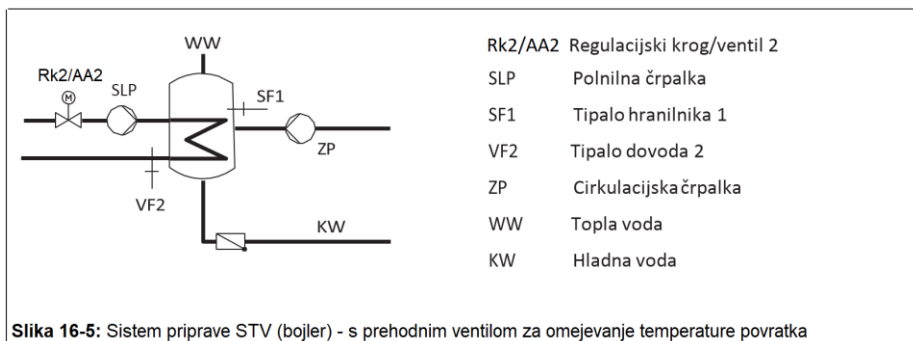 WW
Rk2/AA2
SLP
M
SF1
ZP
VF2
KW
Rk2/AA2 Regulacijski krog/ventil 2
SLP Polnilna črpalka
SF1 Tipalo hranilnika 1
VF2 Tipalo dovoda 2
ZP Cirkulacijska črpalka
WW Topla voda
KW Hladna voda
Slika 16-5: Sistem priprave STV (bojler) - s prehodnim ventilom za omejevanje temperature povratka